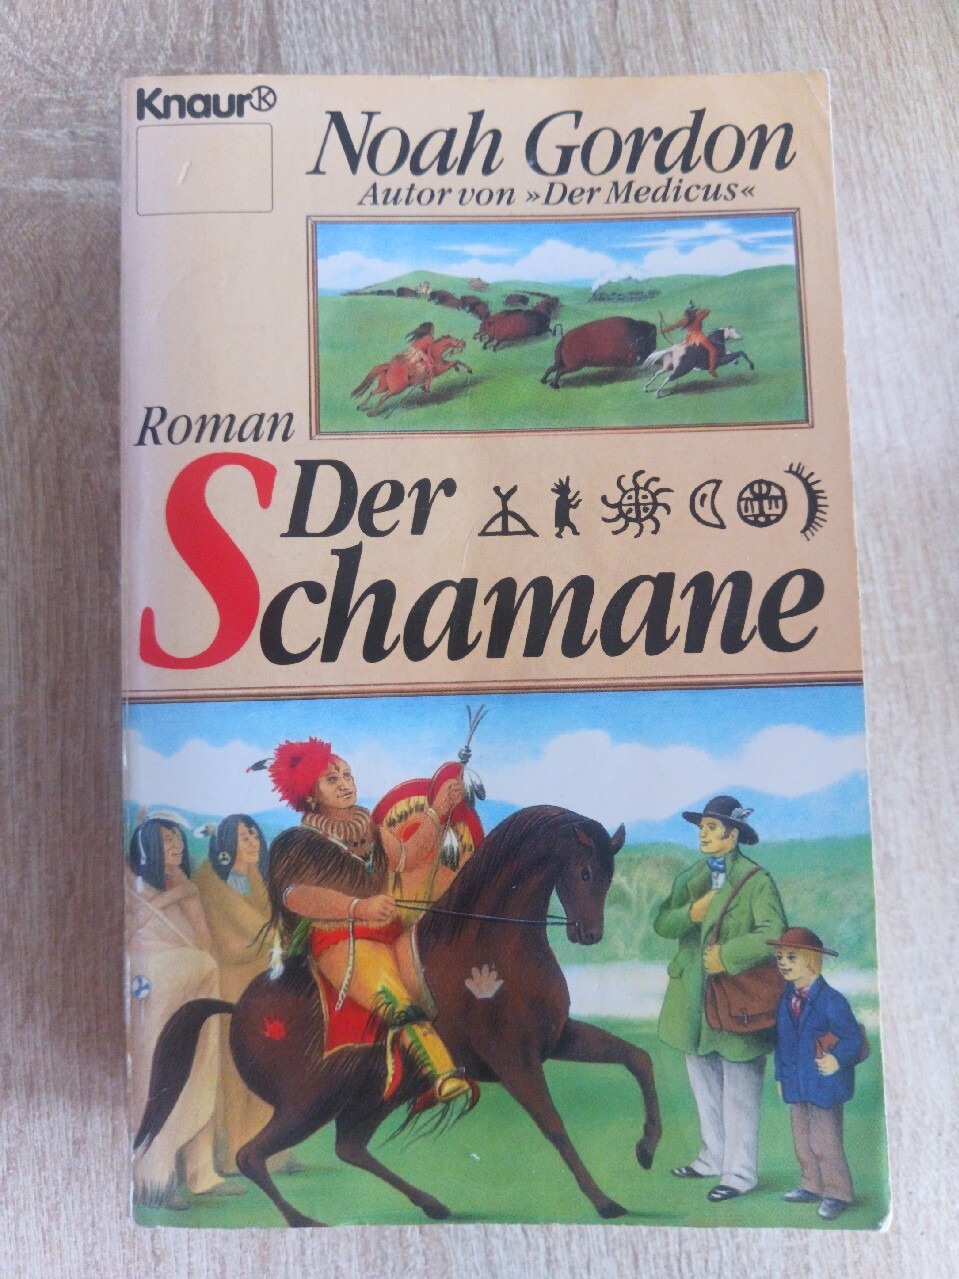 Knaur K
Noah Gordon
Autor von »Der Medicus«
Roman
Der
Schamane